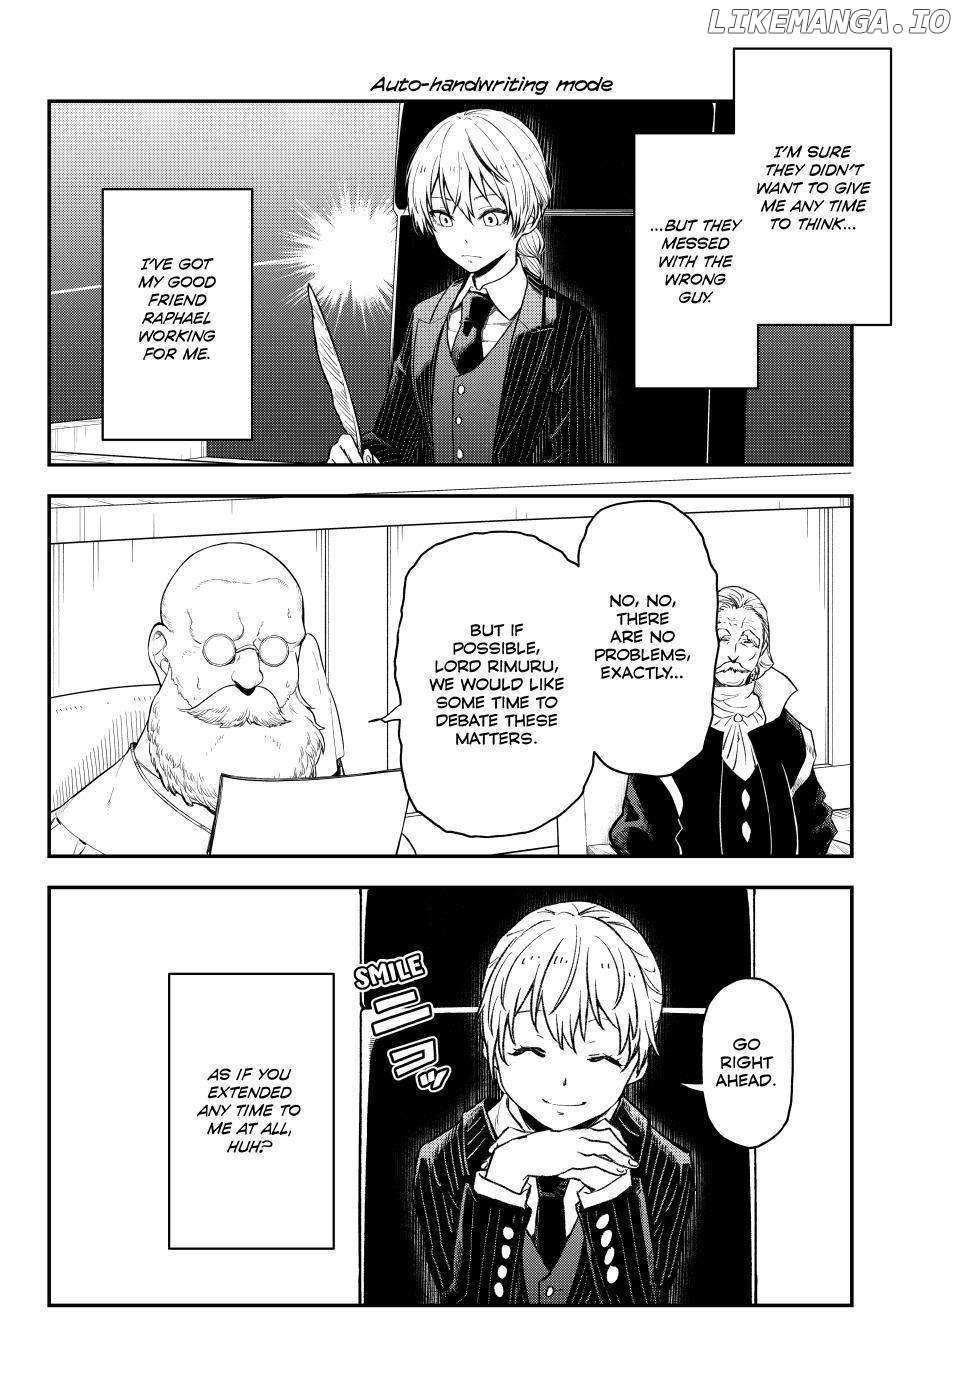 LIKEMANGA.IO
Auto-handwriting mode
I'M SURE
THEY DIDN'T
WANT TO GIVE
ME ANY TIME
TO THINK...
...BUT THEY
MESSED
WITH THE
WRONG
GUY.
I'VE GOT
MY GOOD
FRIEND
RAPHAEL
WORKING
FOR ME.
NO, NO,
THERE
ARE NO
PROBLEMS,
EXACTLY...
BUT IF
POSSIBLE,
LORD RIMURU,
WE WOULD LIKE
SOME TIME TO
DEBATE THESE
MATTERS.
GO
RIGHT
AHEAD.
SMILE
ニコッ
AS IF YOU
EXTENDED
ANY TIME TO
ME AT ALL,
HUH?